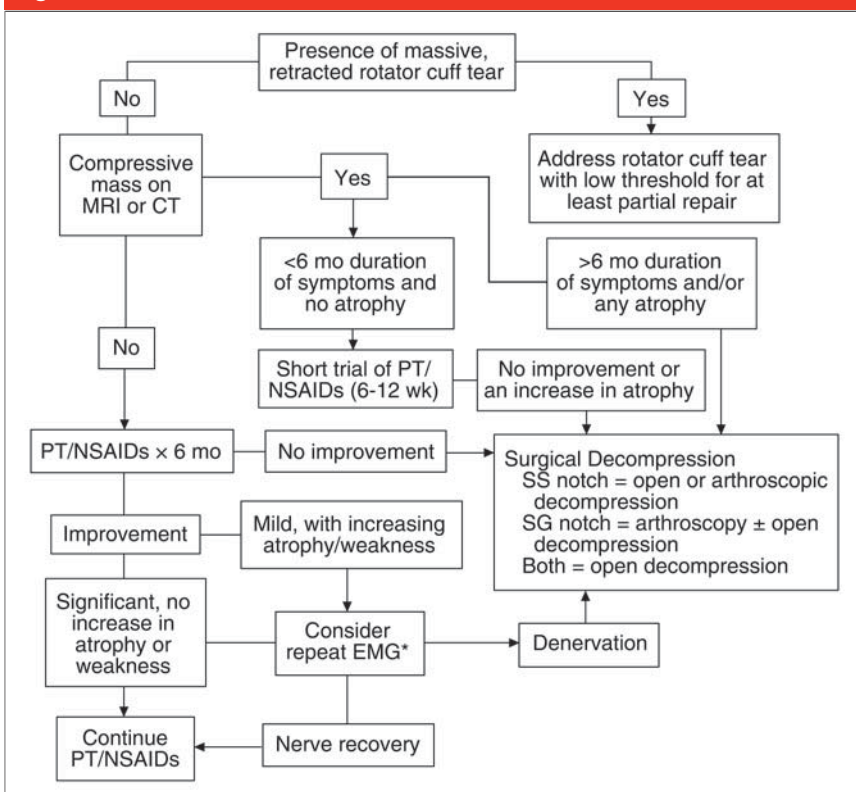 Presence of massive,
retracted rotator cuff tear
No
Yes
Compressive
mass on
MRI or CT
Yes
Address rotator cuff tear
with low threshold for at
least partial repair
<6 mo duration
of symptoms and
no atrophy
>6 mo duration
of symptoms and/or
any atrophy
No
Short trial of PT/
NSAIDs (6-12 wk)
No improvement or
an increase in atrophy
PT/NSAIDs × 6 mo
No improvement
Surgical Decompression
SS notch = open or arthroscopic
decompression
SG notch = arthroscopy ± open
decompression
Both = open decompression
Improvement
Mild, with increasing
atrophy/weakness
Significant, no
increase in
atrophy or
weakness
Consider
repeat EMG*
Denervation
Continue
PT/NSAIDs
Nerve recovery